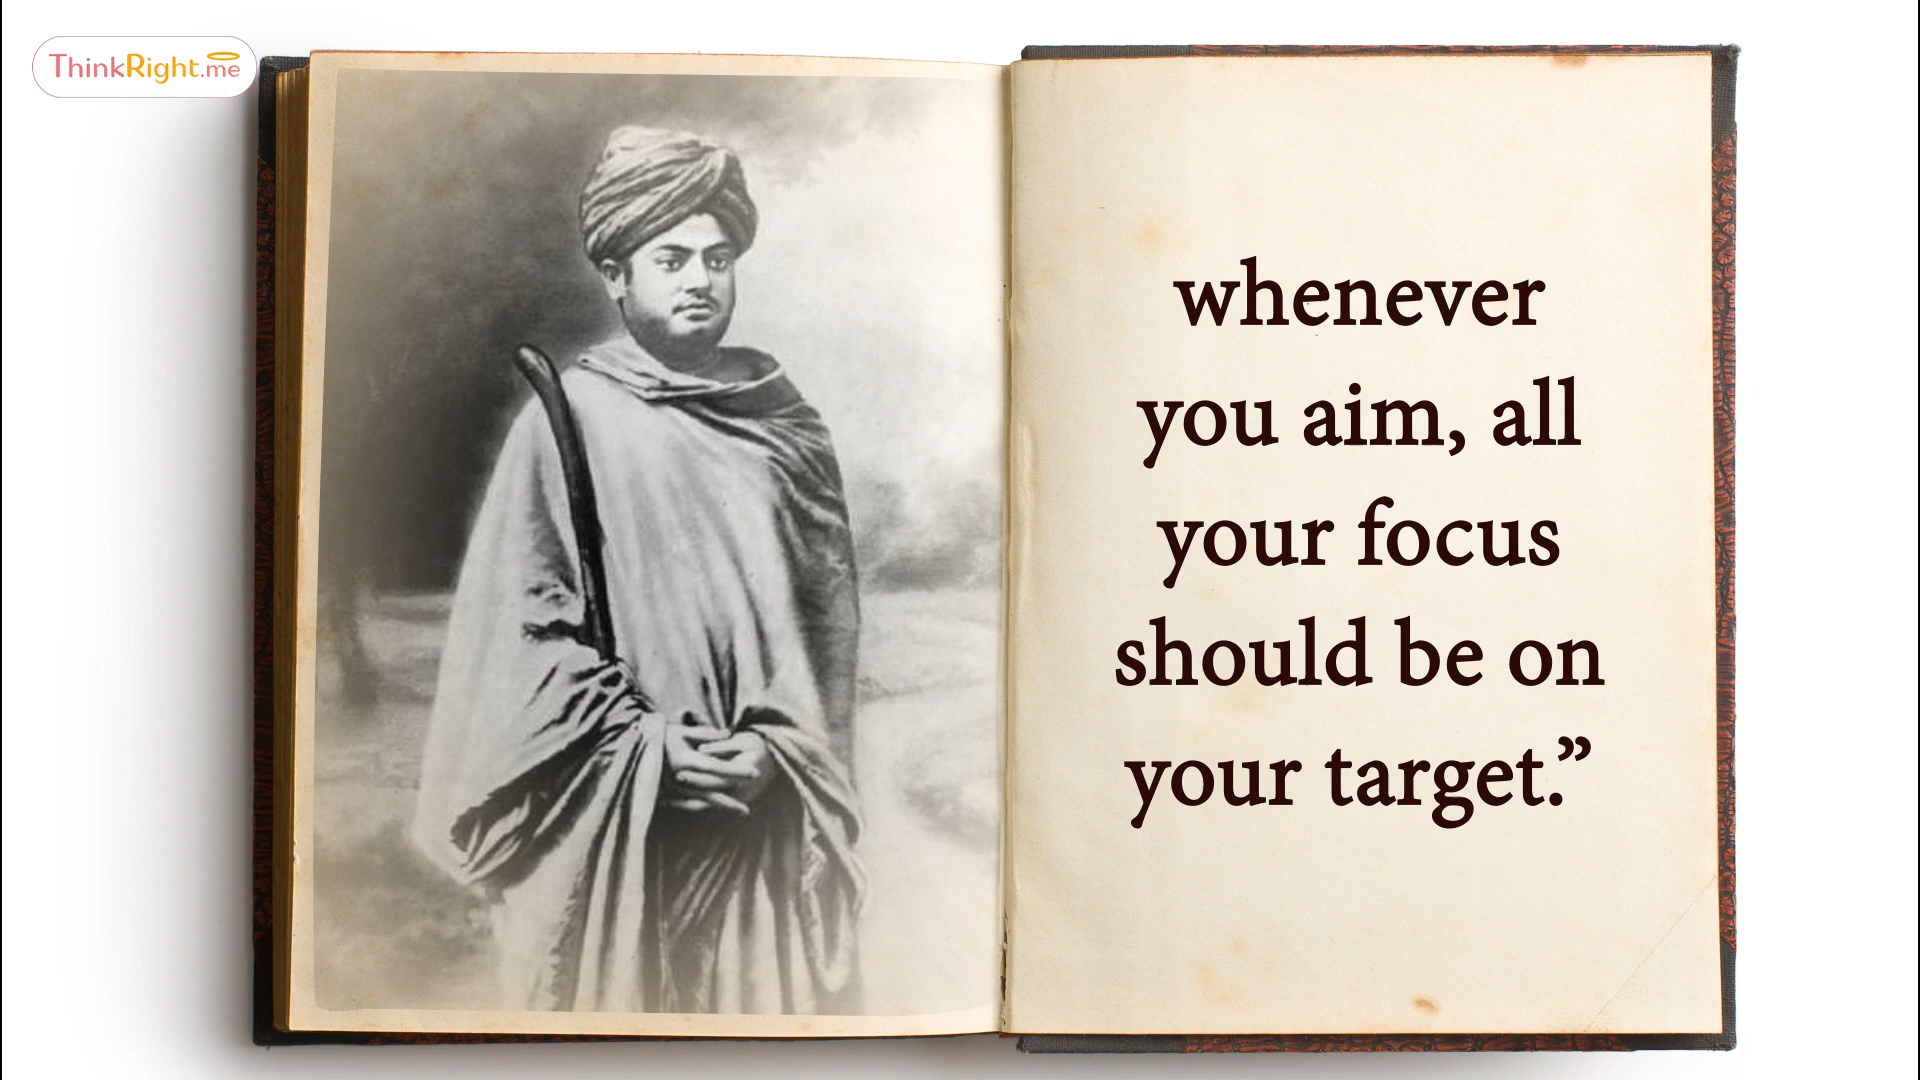 ThinkRight.me
whenever
you aim, all
your focus
should be on
your target.”